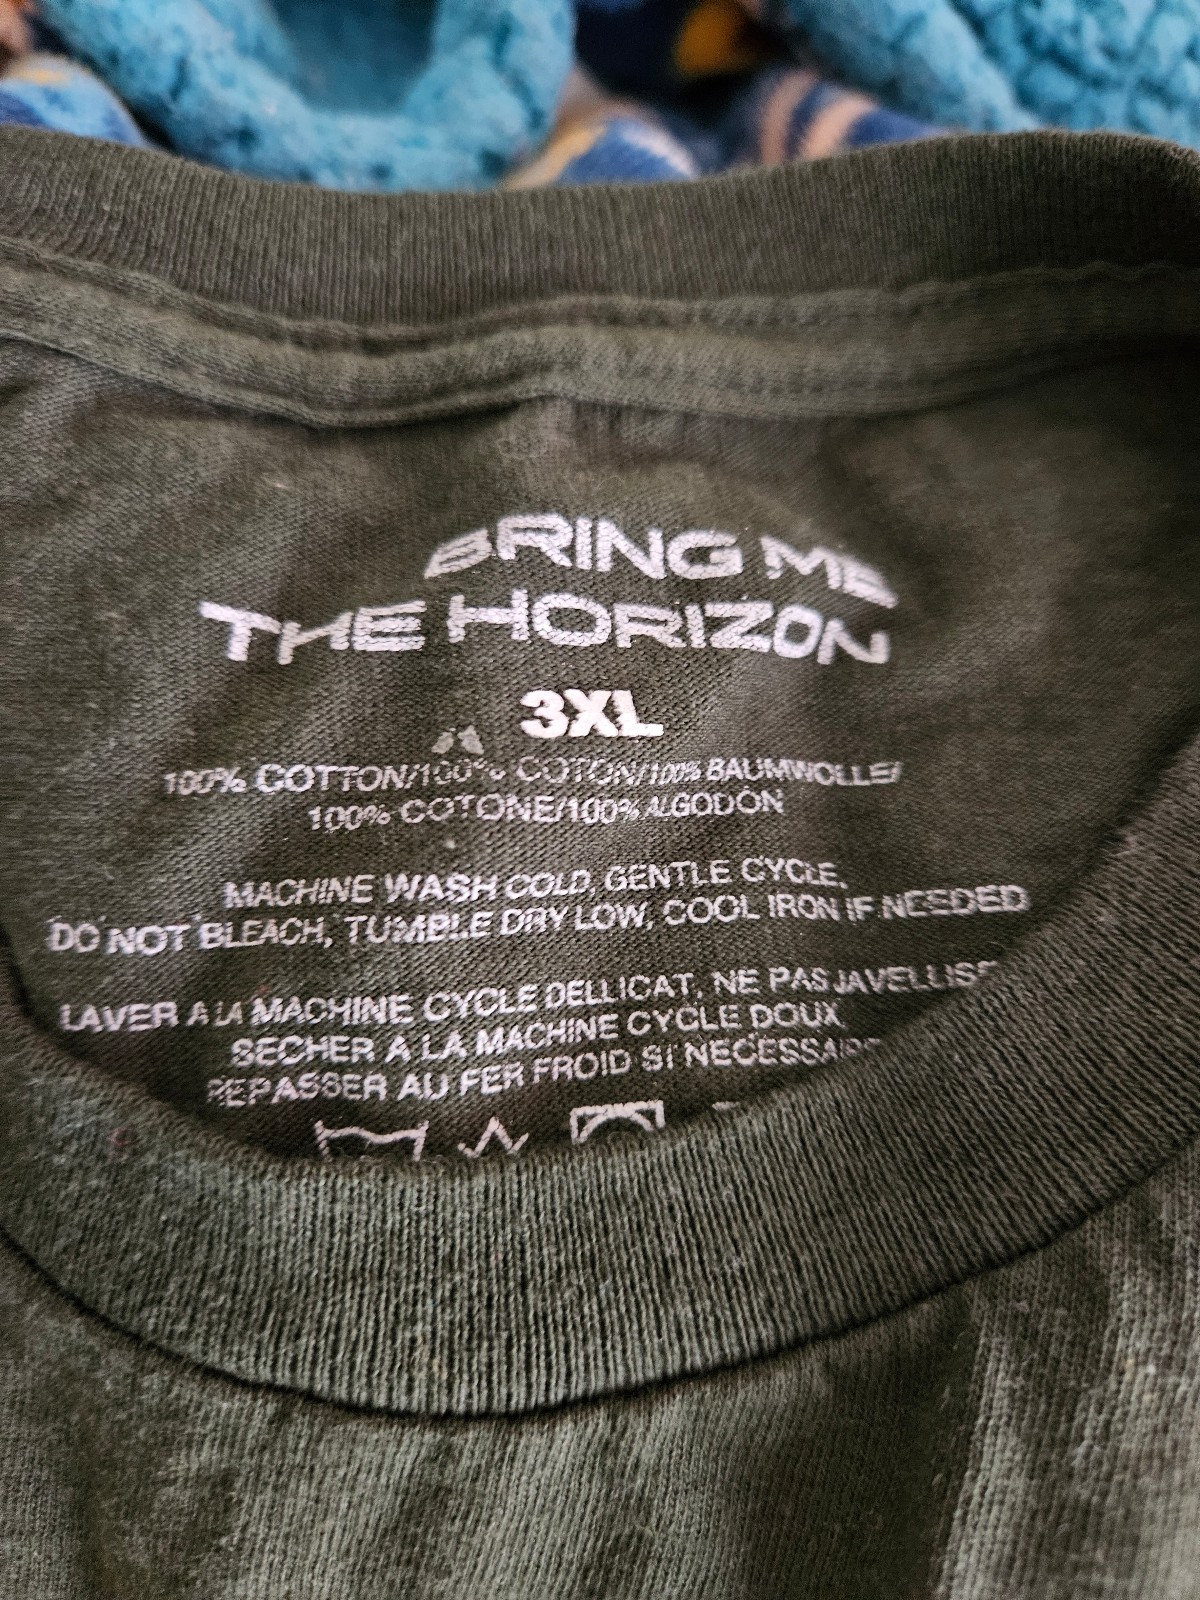 BRING ME
THE HORIZON
3XL
100% COTTON/100% COTON/100% BAUMWOLLE/
100% COTONE/100% ALGODÓN
MACHINE WASH COLD, GENTLE CYCLE,
DO NOT BLEACH, TUMBLE DRY LOW, COOL IRON IF NEEDED
LAVER A LA MACHINE CYCLE DELLICAT, NE PAS JAVELLISE
SECHER A LA MACHINE CYCLE DOUX
REPASSER AU FER FROID SI NECESSAIRE